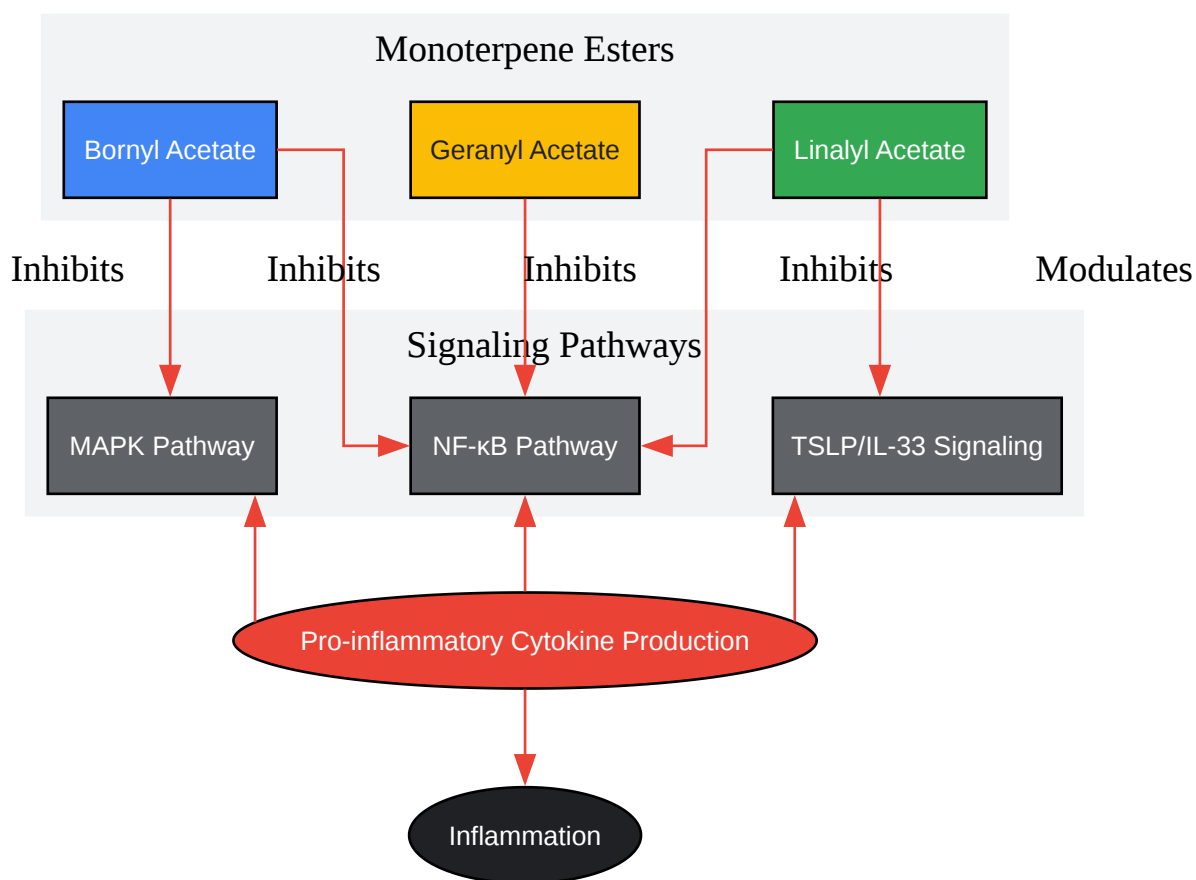 Monoterpene Esters
Bornyl Acetate
Geranyl Acetate
Linalyl Acetate
Inhibits
Inhibits
Inhibits
Inhibits
Modulates
Signaling Pathways
MAPK Pathway
NF-κB Pathway
TSLP/IL-33 Signaling
Pro-inflammatory Cytokine Production
Inflammation